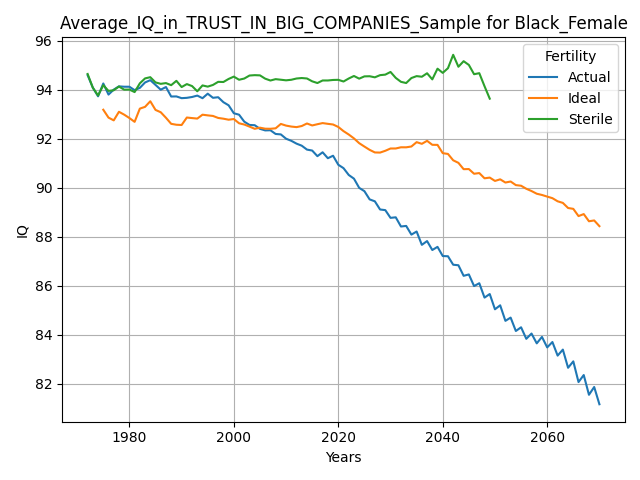 Average_IQ_in_TRUST_IN_BIG_COMPANIES_Sample for Black_Female
Fertility
Actual
Ideal
Sterile
96
94
92
90
88
86
84
82
IQ
1980
2000
2020
2040
2060
Years